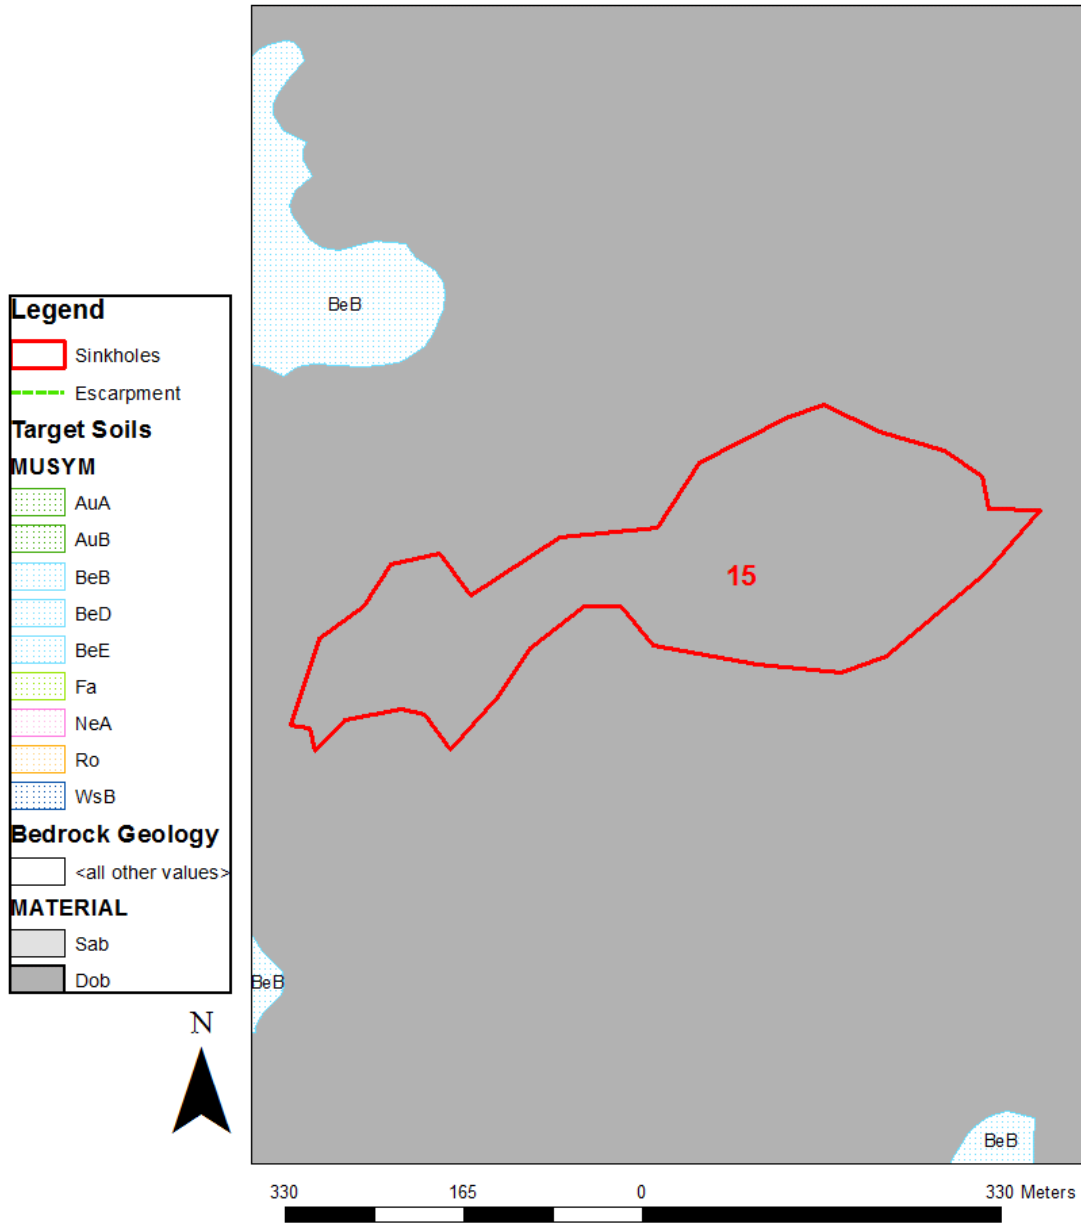 BeB
Legend
Sinkholes
Escarpment
Target Soils
MUSYM
AuA
AuB
BeB
BeD
BeE
Fa
NeA
Ro
WsB
Bedrock Geology
<all other values>
MATERIAL
Sab
Dob
15
BeB
N
BeB
330 165 0 330 Meters